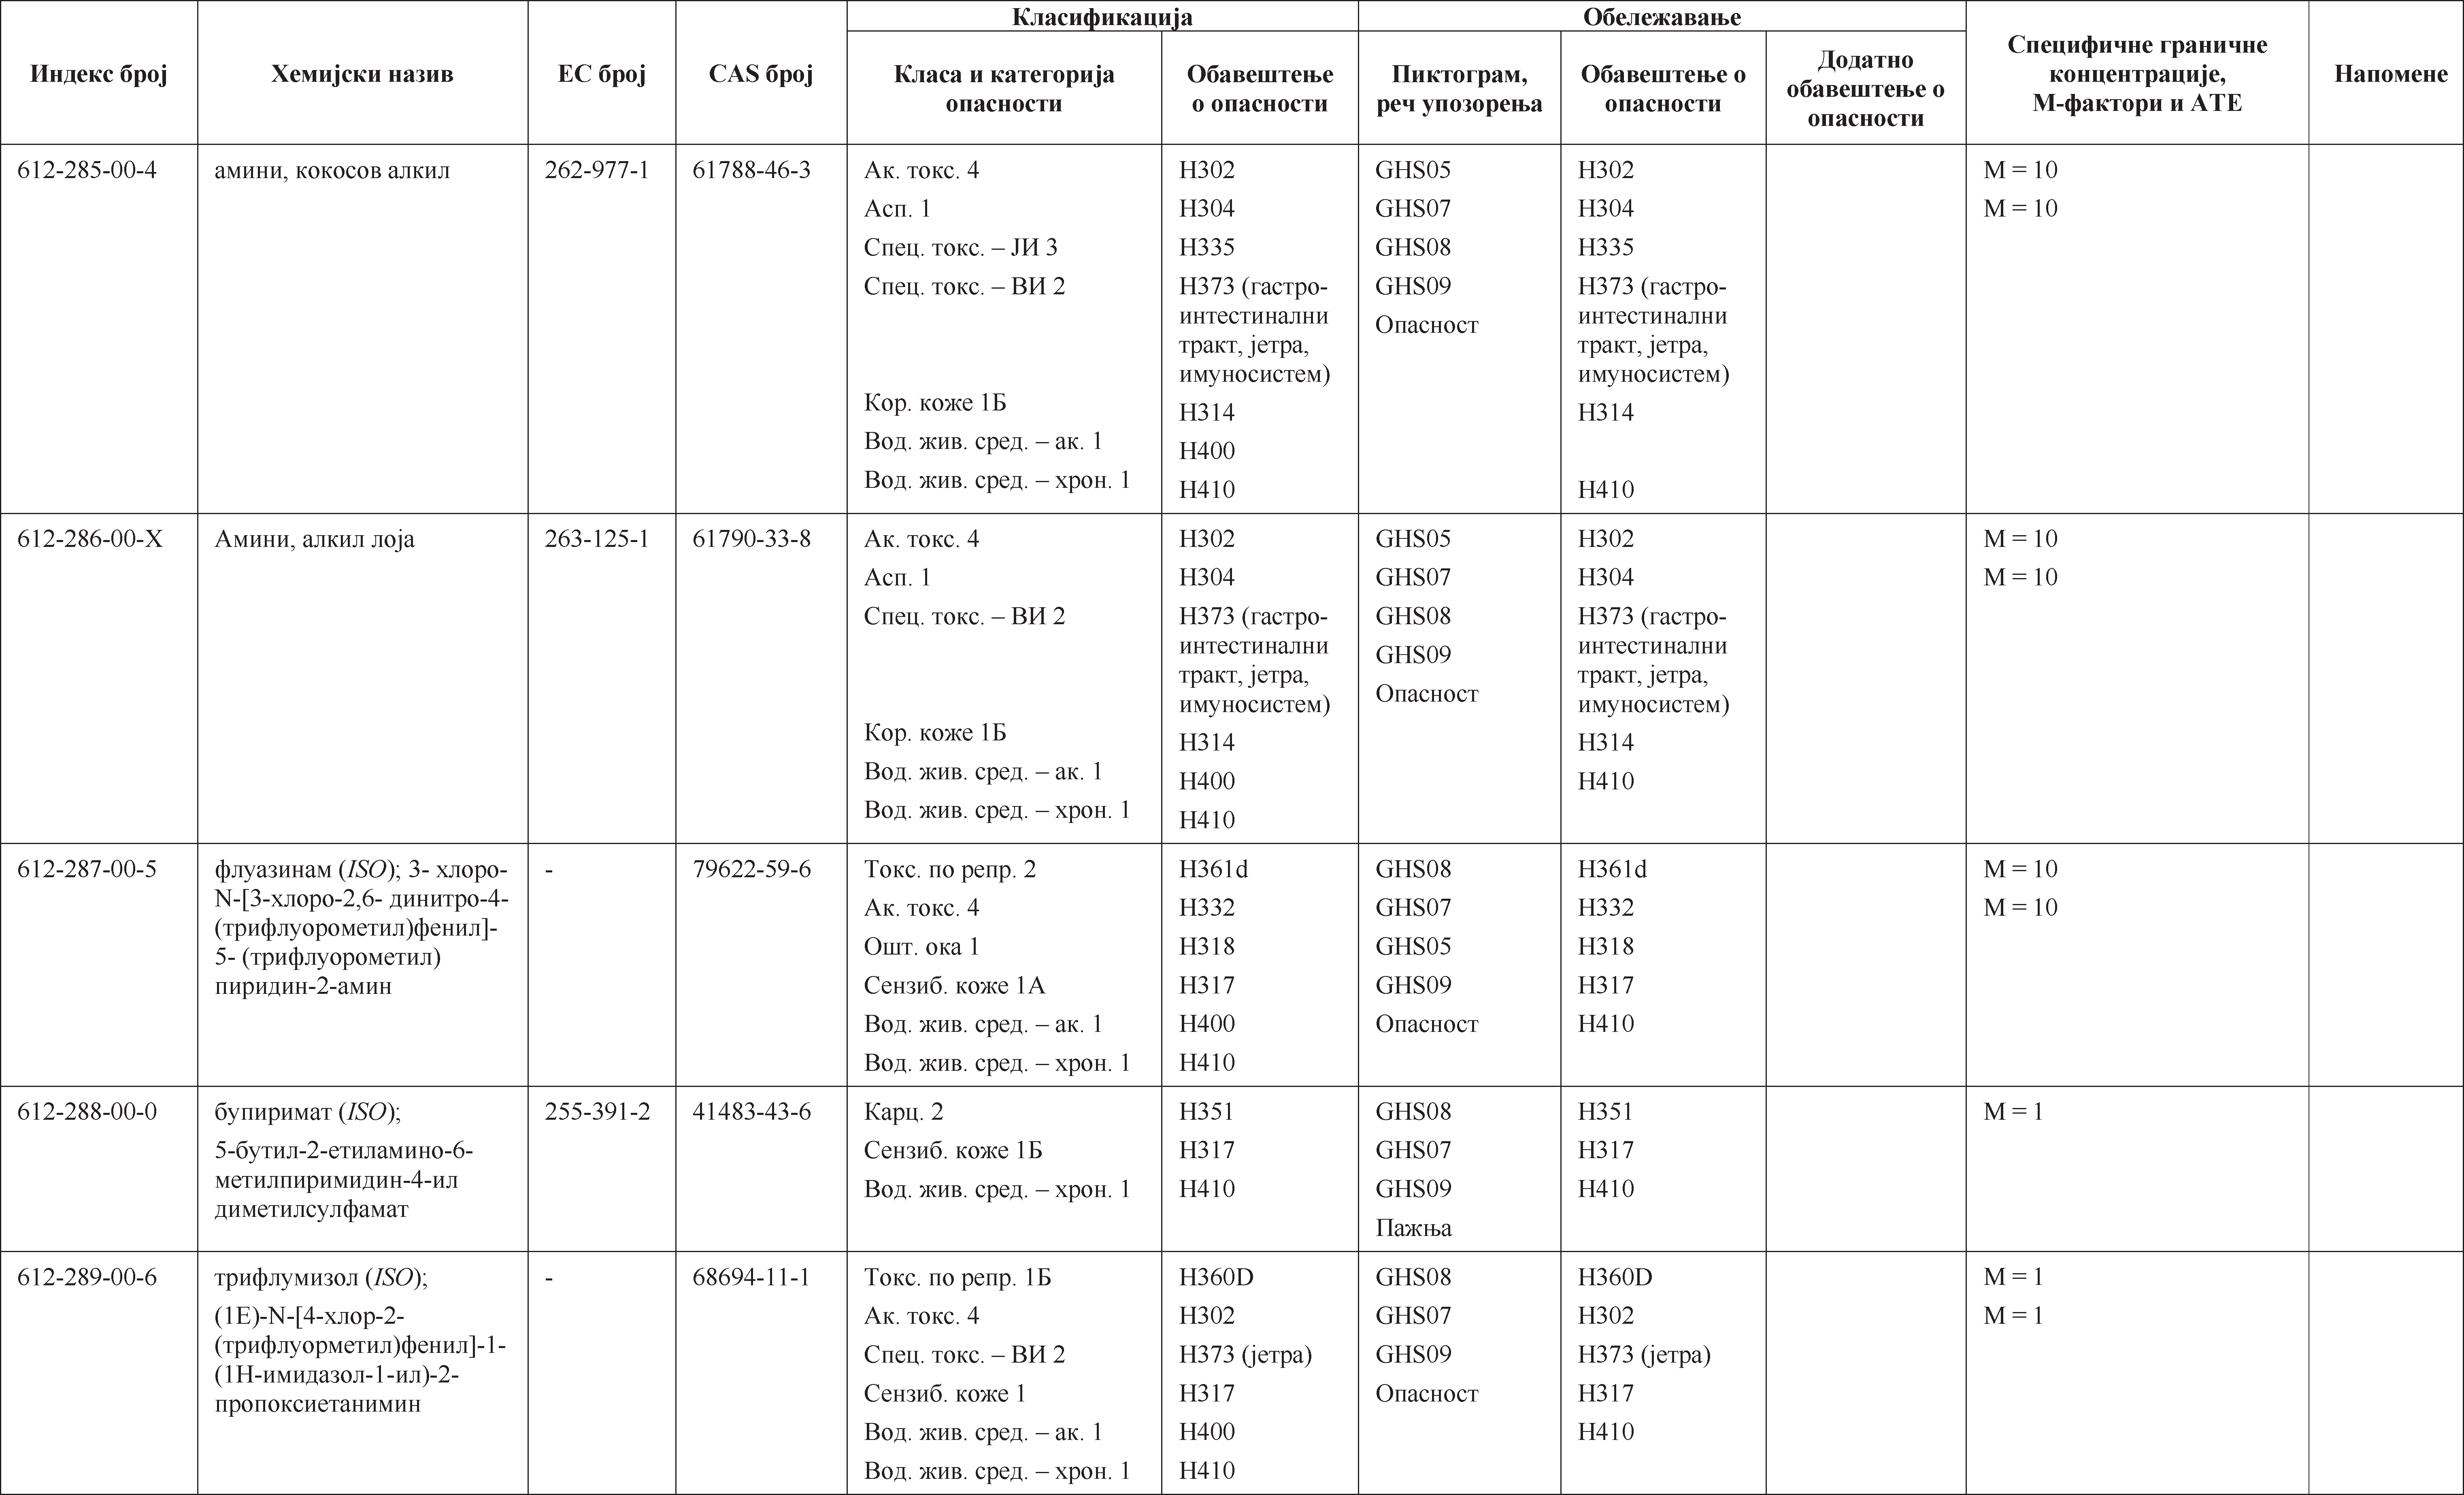 Класификација
Обележавање
Индекс број
Хемијски назив
ЕС број
CAS број
Класа и категорија
опасности
Обавештење
о опасности
Пиктограм,
реч упозорења
Обавештење о
опасности
Додатно
обавештење о
опасности
Специфичне граничне
концентрације,
М-фактори и АТЕ
Напомене
612-285-00-4
амини, кокосов алкил
262-977-1
61788-46-3
Ак. токс. 4
Асп. 1
Спец. токс. – ЈИ 3
Спец. токс. – ВИ 2
Кор. коже 1Б
Вод. жив. сред. – ак. 1
Вод. жив. сред. – хрон. 1
H302
H304
H335
H373 (гастро-
интестинални
тракт, јетра,
имуносистем)
H314
H400
H410
GHS05
GHS07
GHS08
GHS09
Опасност
H302
H304
H335
H373 (гастро-
интестинални
тракт, јетра,
имуносистем)
H314
H410
M = 10
M = 10
612-286-00-X
Амини, алкил лоја
263-125-1
61790-33-8
Ак. токс. 4
Асп. 1
Спец. токс. – ВИ 2
Кор. коже 1Б
Вод. жив. сред. – ак. 1
Вод. жив. сред. – хрон. 1
H302
H304
H373 (гастро-
интестинални
тракт, јетра,
имуносистем)
H314
H400
H410
GHS05
GHS07
GHS08
GHS09
Опасност
H302
H304
H373 (гастро-
интестинални
тракт, јетра,
имуносистем)
H314
H410
M = 10
M = 10
612-287-00-5
флуазинам (ISO); 3- хлоро-
N-[3-хлоро-2,6- динитро-4-
(трифлуорометил)фенил]-
5- (трифлуорометил)
пиридин-2-амин
-
79622-59-6
Токс. по репр. 2
Ак. токс. 4
Ошт. ока 1
Сензиб. коже 1А
Вод. жив. сред. – ак. 1
Вод. жив. сред. – хрон. 1
H361d
H332
H318
H317
H400
H410
GHS08
GHS07
GHS05
GHS09
Опасност
H361d
H332
H318
H317
H410
M = 10
M = 10
612-288-00-0
бупиримат (ISO);
5-бутил-2-етиламино-6-
метилпиримидин-4-ил
диметилсулфамат
255-391-2
41483-43-6
Карц. 2
Сензиб. коже 1Б
Вод. жив. сред. – хрон. 1
H351
H317
H410
GHS08
GHS07
GHS09
Пажња
H351
H317
H410
M = 1
612-289-00-6
трифлумизол (ISO);
(1E)-N-[4-хлор-2-
(трифлуорметил)фенил]-1-
(1H-имидазол-1-ил)-2-
пропоксиетанимин
-
68694-11-1
Токс. по репр. 1Б
Ак. токс. 4
Спец. токс. – ВИ 2
Сензиб. коже 1
Вод. жив. сред. – ак. 1
Вод. жив. сред. – хрон. 1
H360D
H302
H373 (јетра)
H317
H400
H410
GHS08
GHS07
GHS09
Опасност
H360D
H302
H373 (јетра)
H317
H410
M = 1
M = 1